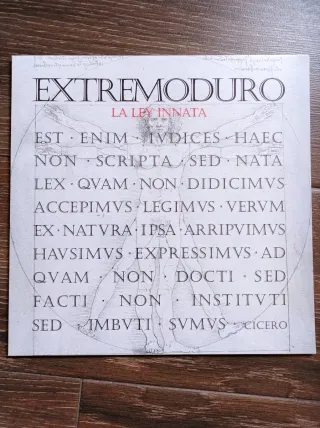 EXTREMODURO
LA LEY INNATA
EST · ENIM · IVDICES · HAEC
NON · SCRIPTA · SED · NATA
LEX · QVAM · NON · DIDICIMVS
ACCEPIMVS · LEGIMVS · VERVM
EX · NATVRA · IPSA · ARRIPVIMVS
HAVSIMVS · EXPRESSIMVS · AD
QVAM · NON · DOCTI · SED
FACTI · NON · INSTITVTI
SED · IMBVTI · SVMVS · CICERO